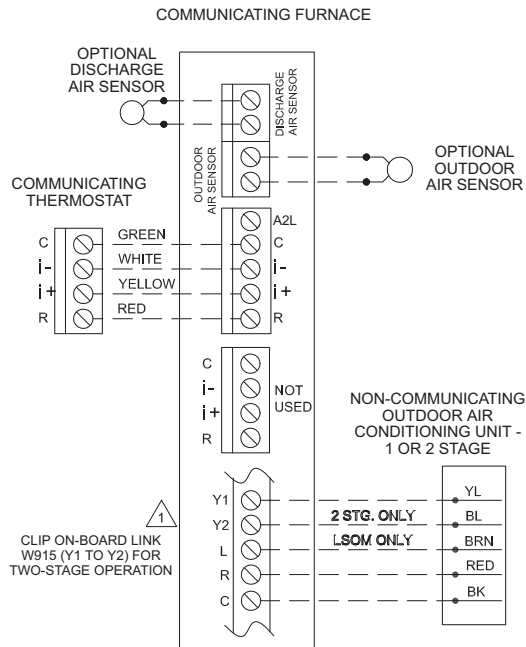 COMMUNICATING FURNACE
OPTIONAL
DISCHARGE
AIR SENSOR
DISCHARGE
AIR SENSOR
OUTDOOR
AIR SENSOR
OPTIONAL
OUTDOOR
AIR SENSOR
COMMUNICATING
THERMOSTAT
A2L
C GREEN C
i- WHITE i-
i+ YELLOW i+
R RED R
C
i-
i+
R
NOT
USED
NON-COMMUNICATING
OUTDOOR AIR
CONDITIONING UNIT -
1 OR 2 STAGE
1
CLIP ON-BOARD LINK
W915 (Y1 TO Y2) FOR
TWO-STAGE OPERATION
Y1 YL
Y2 2 STG. ONLY BL
L LSOM ONLY BRN
R RED
C BK